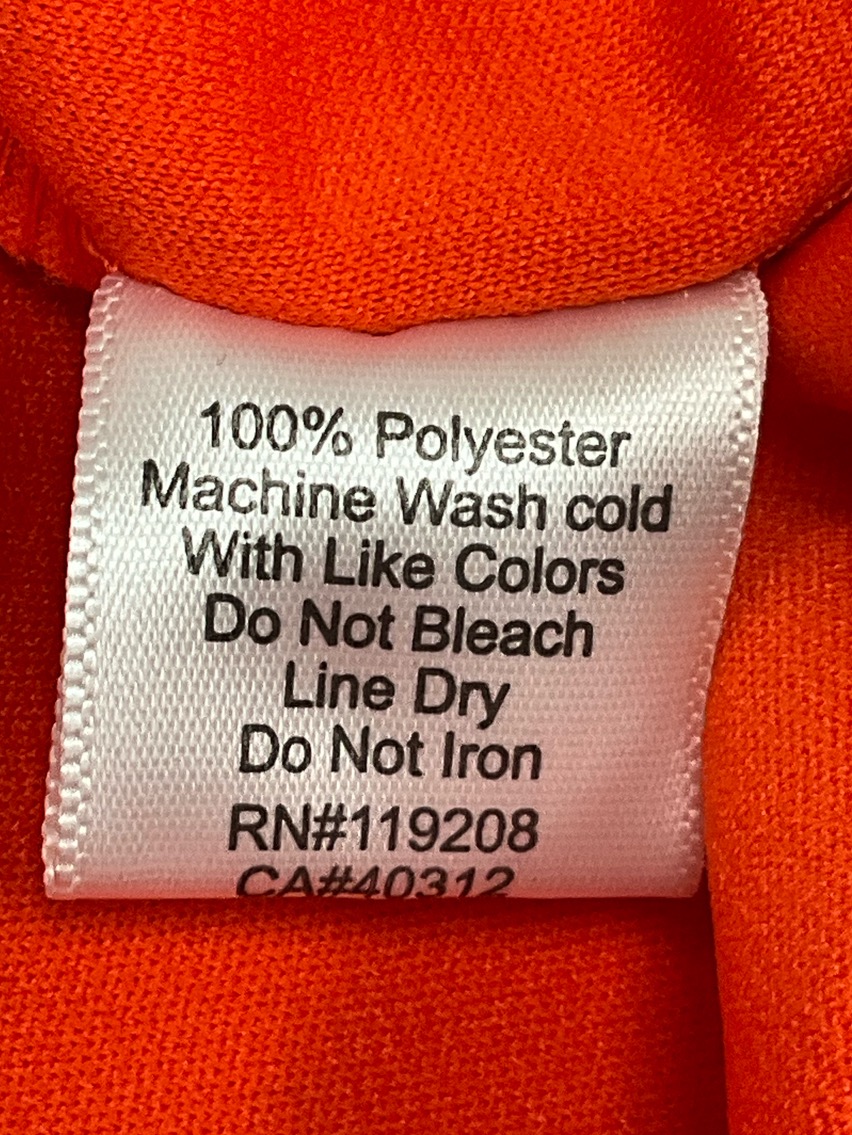 100% Polyester
Machine Wash cold
With Like Colors
Do Not Bleach
Line Dry
Do Not Iron
RN#119208
CA#40312